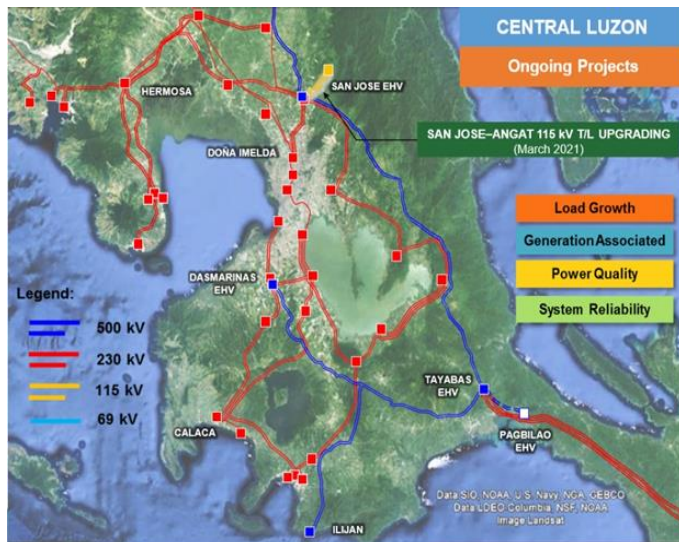 CENTRAL LUZON
Ongoing Projects
HERMOSA
SAN JOSE EHV
SAN JOSE–ANGAT 115 kV T/L UPGRADING
(March 2021)
DOÑA IMELDA
Load Growth
Generation Associated
Power Quality
System Reliability
DASMARINAS
EHV
Legend:
500 kV
230 kV
115 kV
69 kV
TAYABAS
EHV
CALACA
PAGBILAO
EHV
ILIJAN
Data SIO, NOAA, U.S. Navy, NGA, GEBCO
Data LDEO Columbia, NSF, NOAA
Image Landsat